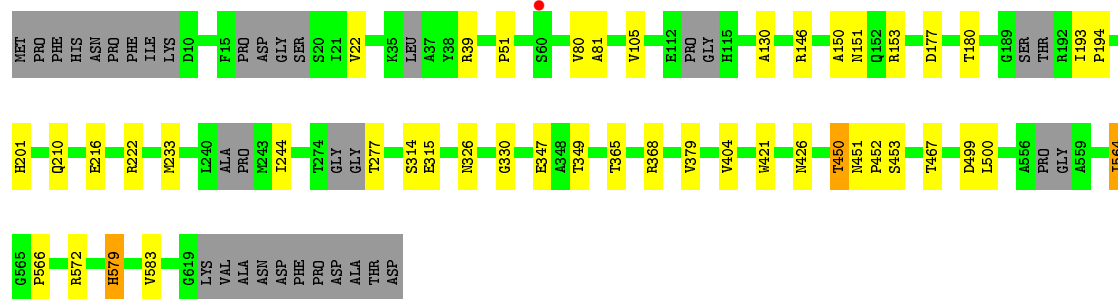 MET PRO PHE HIS ASN PRO PHE ILE LYS D10 F15 PRO ASP GLY SER S20 I21 V22 K35 LEU A37 Y38 R39 P51 S60 V80 A81 V105 E112 PRO GLY H115 A130 R146 A150 N151 Q152 R153 D177 T180 G189 SER THR R192 I193 P194
H201 Q210 E216 R222 M233 L240 ALA PRO M243 I244 T274 GLY GLY T277 S314 E315 N326 G330 E347 A348 T349 T365 R368 V379 V404 W421 N426 T450 N451 P452 S453 T467 D499 L500 A556 PRO GLY A559 I564
G565 P566 R572 H579 V583 G619 LYS VAL ALA ASN ASP PHE PRO ASP ALA THR ASP